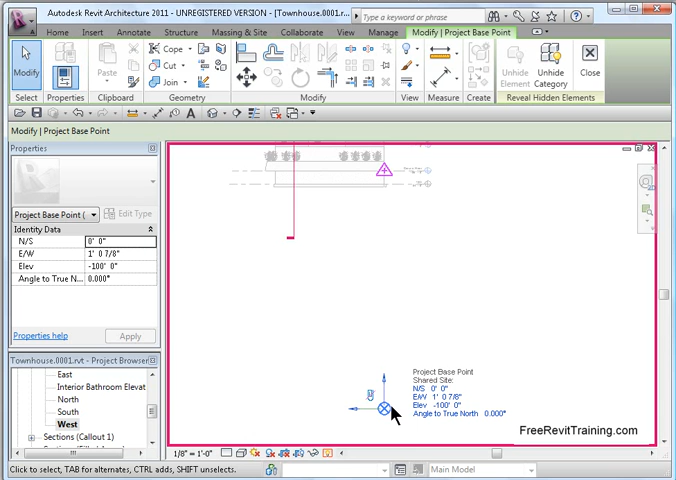 Autodesk Revit Architecture 2011 - UNREGISTERED VERSION - [Townhouse.0001.r...
Type a keyword or phrase
Home Insert Annotate Structure Massing & Site Collaborate View Manage Modify | Project Base Point
Modify
Paste
Cope
Cut
Join
Unhide Element
Unhide Category
Close
Select Properties Clipboard Geometry Modify View Measure Create Reveal Hidden Elements
Modify | Project Base Point
Properties
Project Base Point (
Edit Type
Identity Data
N/S 0' 0"
E/W 1' 0 7/8"
Elev -100' 0"
Angle to True N... 0.000°
Properties help
Apply
Townhouse.0001.rvt - Project Browser
East
Interior Bathroom Elevat
North
South
West
Sections (Callout 1)
Project Base Point
Shared Site:
N/S 0' 0"
E/W 1' 0 7/8"
Elev -100' 0"
Angle to True North 0.000°
FreeRevitTraining.com
1/8" = 1'-0"
Click to select, TAB for alternates, CTRL adds, SHIFT unselects.
Main Model